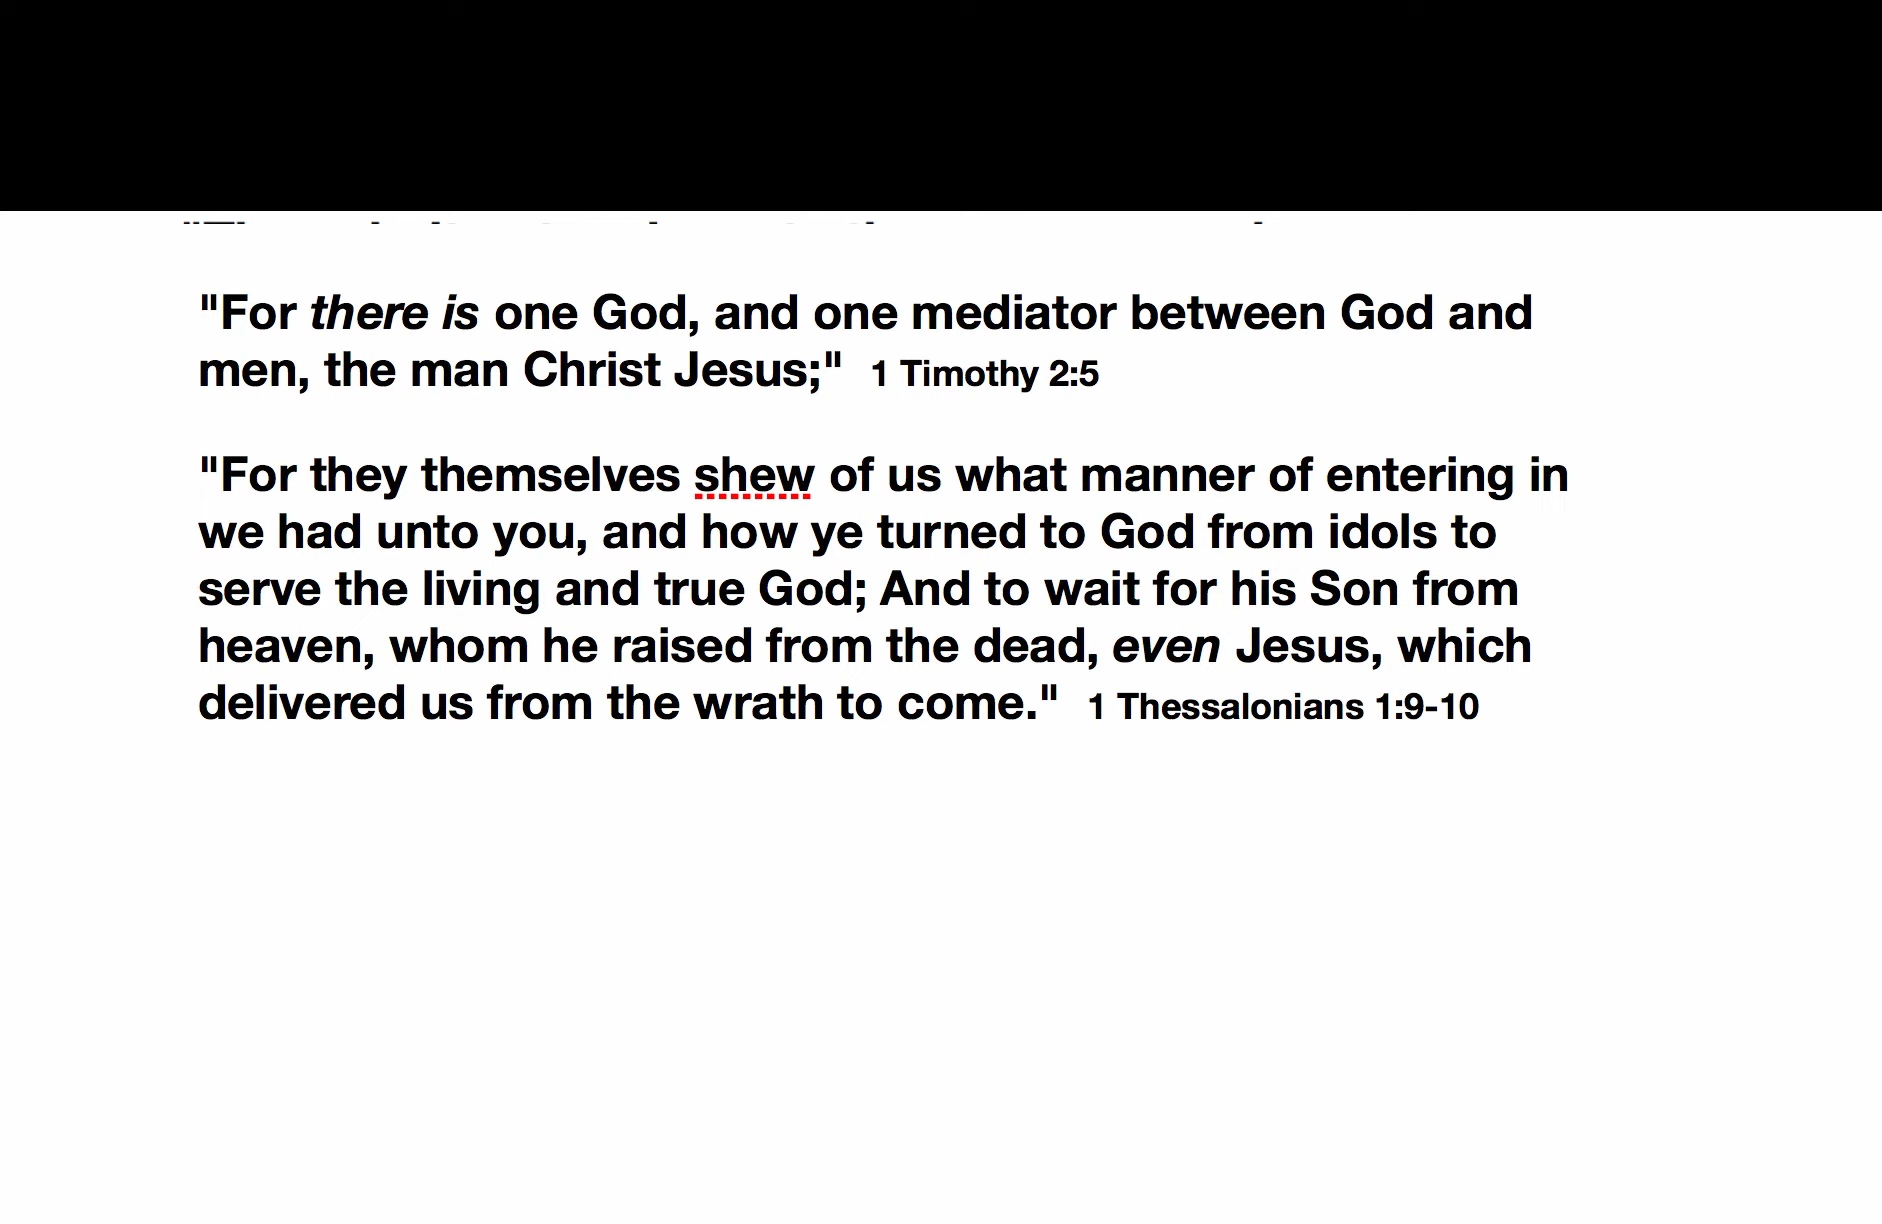 "For there is one God, and one mediator between God and
men, the man Christ Jesus;" 1 Timothy 2:5
"For they themselves shew of us what manner of entering in
we had unto you, and how ye turned to God from idols to
serve the living and true God; And to wait for his Son from
heaven, whom he raised from the dead, even Jesus, which
delivered us from the wrath to come." 1 Thessalonians 1:9-10